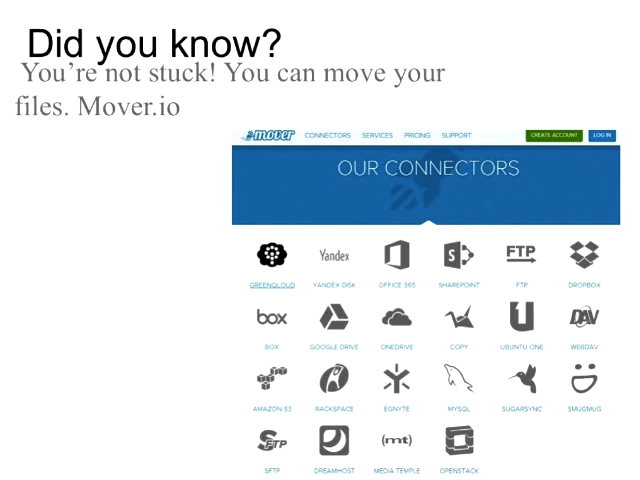 Did you know?
You're not stuck! You can move your
files. Mover.io
mover CONNECTORS SERVICES PRICING SUPPORT CREATE ACCOUNT LOG IN
OUR CONNECTORS
Yandex FTP
GREENQLOUD YANDEX DISK OFFICE 365 SHAREPOINT FTP DROPBOX
box DAV
BOX GOOGLE DRIVE ONEDRIVE COPY UBUNTU ONE WEBDAV
AMAZON S3 RACKSPACE EGNYTE MYSQL SUGARSYNC SMUGMUG
SFTP (mt)
SFTP DREAMHOST MEDIA TEMPLE OPENSTACK